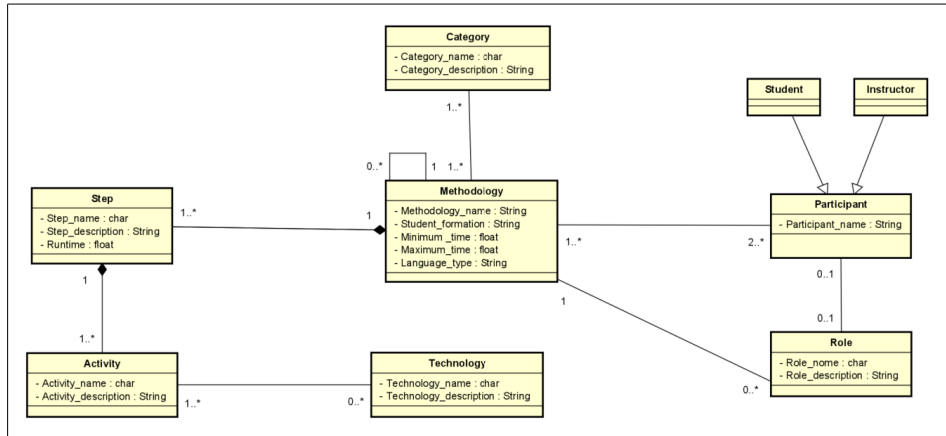 Category
- Category_name : char
- Category_description : String
1..*
Student
Instructor
0..*
1
1..*
Step
- Step_name : char
- Step_description : String
- Runtime : float
1..*
1
Methodology
- Methodology_name : String
- Student_formation : String
- Minimum _time : float
- Maximum_time : float
- Language_type : String
Participant
- Participant_name : String
1..*
2..*
1
1
0..1
1..*
0..1
Activity
- Activity_name : char
- Activity_description : String
Technology
- Technology_name : char
- Technology_description : String
Role
- Role_nome : char
- Role_description : String
1..*
0..*
0..*